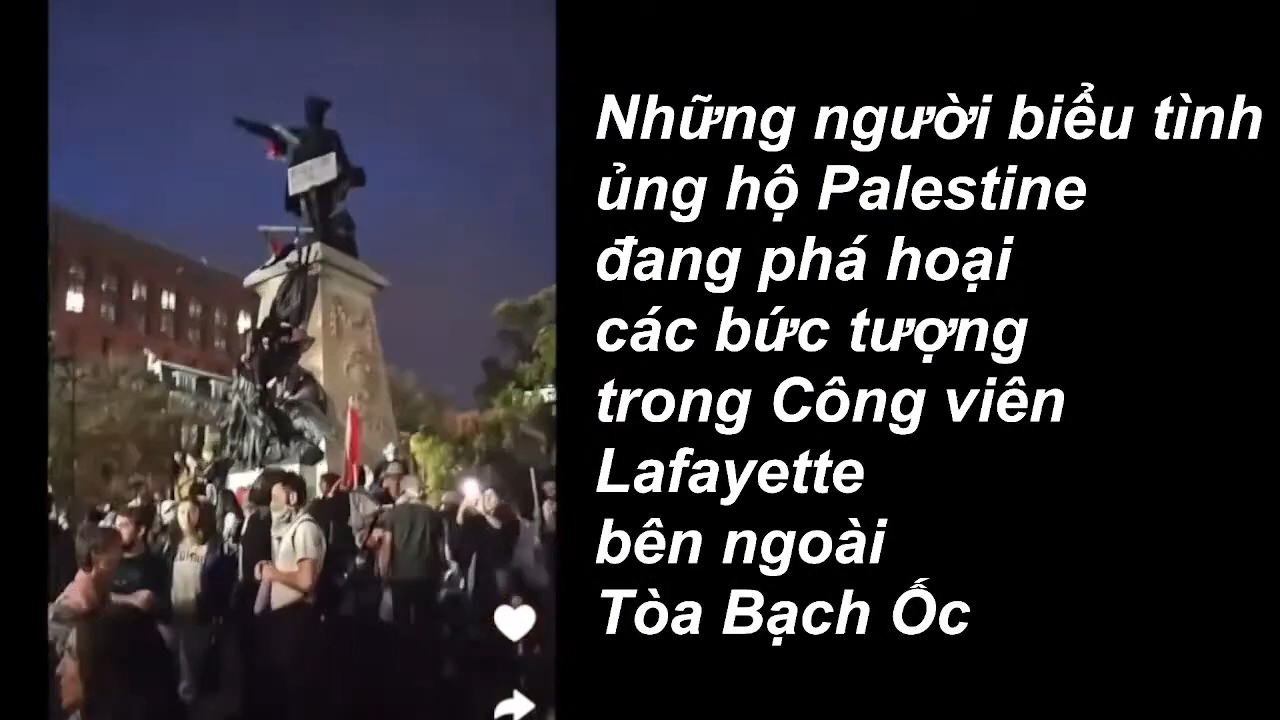 Những người biểu tình
ủng hộ Palestine
đang phá hoại
các bức tượng
trong Công viên
Lafayette
bên ngoài
Tòa Bạch Ốc